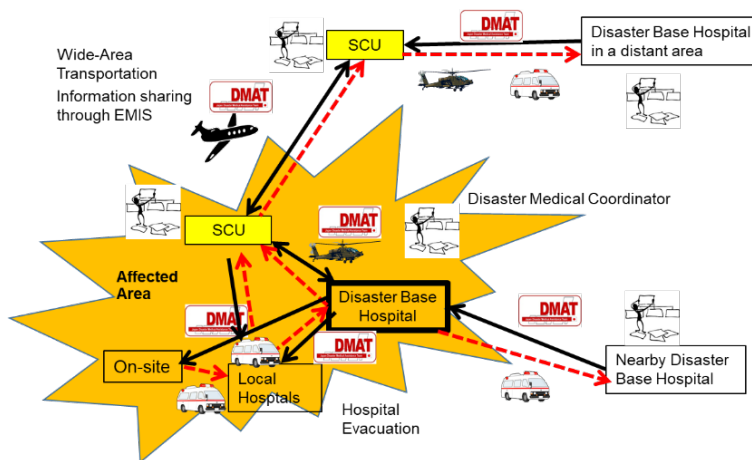 DMAT
SCU
Disaster Base Hospital
in a distant area
Wide-Area
Transportation
Information sharing
through EMIS
DMAT
Disaster Medical Coordinator
SCU
DMAT
Affected
Area
Disaster Base
Hospital
DMAT
DMAT
DMAT
On-site
Local
Hosptals
Nearby Disaster
Base Hospital
Hospital
Evacuation